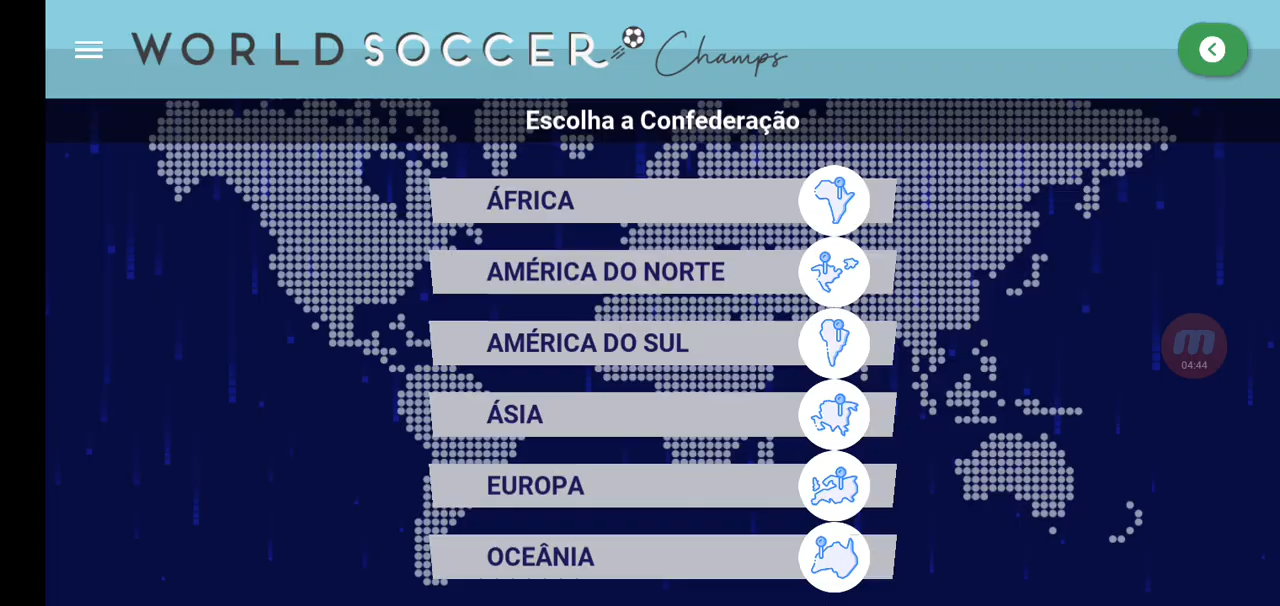 WORLD SOCCER Champs
Escolha a Confederação
ÁFRICA
AMÉRICA DO NORTE
AMÉRICA DO SUL
ÁSIA
EUROPA
OCEÂNIA
04:44